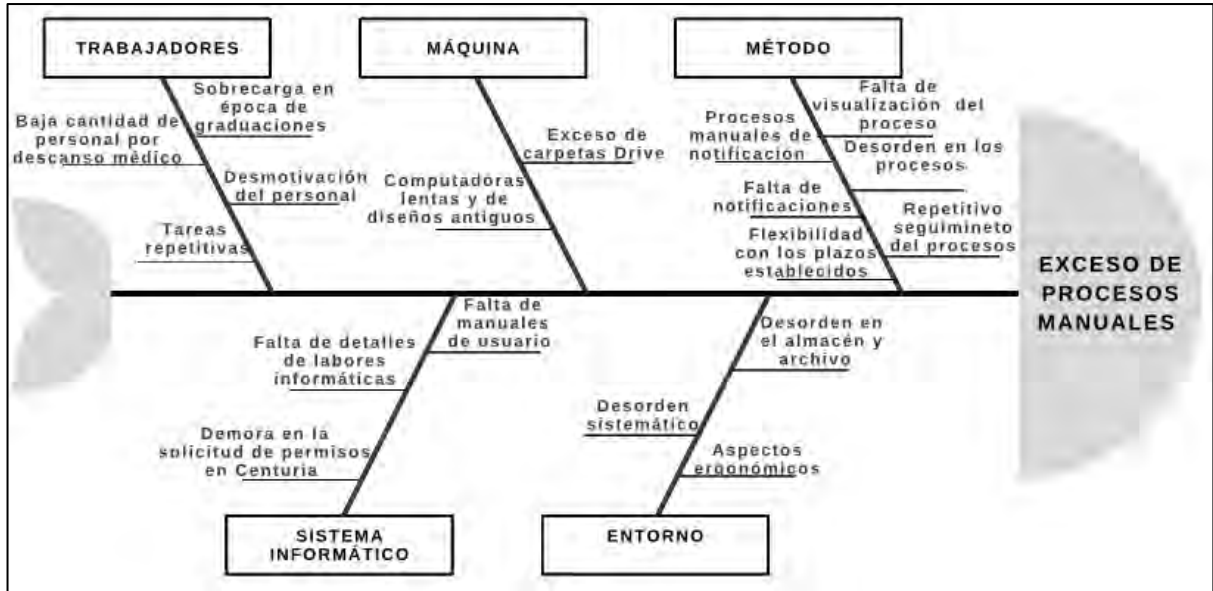 TRABAJADORES
MÁQUINA
MÉTODO
Sobrecarga en
época de
graduaciones
Baja cantidad de
personal por
descanso médico
Desmotivación
del personal
Tareas
repetitivas
Exceso de
carpetas Drive
Computadoras
lentas y de
diseños antiguos
Falta de
visualización del
proceso
Procesos
manuales de
notificación
Desorden en los
procesos
Falta de
notificaciones
Repetitivo
seguimineto
del procesos
Flexibilidad
con los plazos
establecidos
EXCESO DE
PROCESOS
MANUALES
Falta de
manuales
de usuario
Falta de detalles
de labores
informáticas
Demora en la
solicitud de permisos
en Centuria
Desorden en
el almacén y
archivo
Desorden
sistemático
Aspectos
ergonómicos
SISTEMA
INFORMÁTICO
ENTORNO